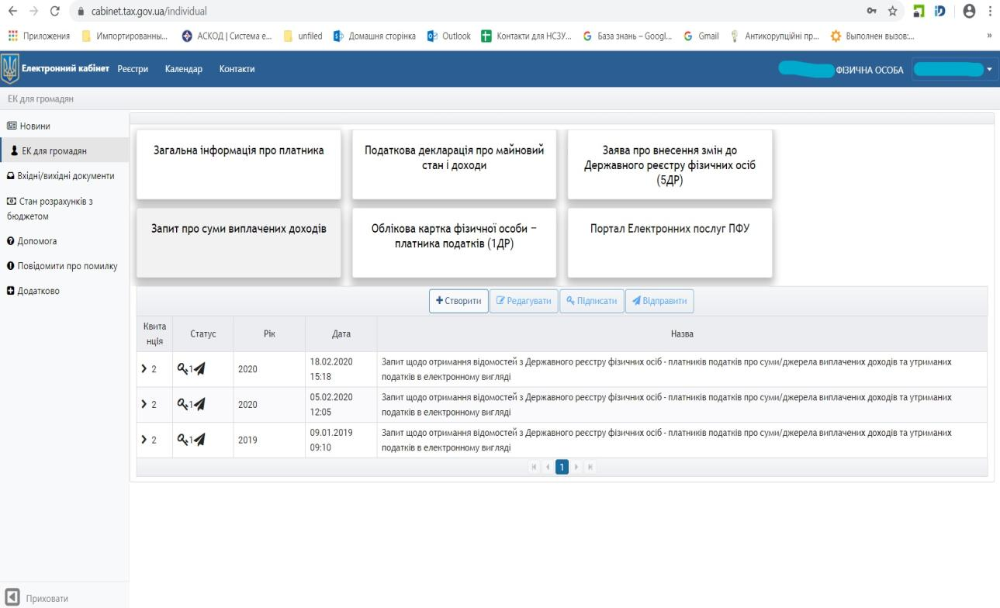 cabinet.tax.gov.ua/individual
Приложения Импортированны... АСКОД | Система е... unfiled Домашня сторінка Outlook Контакти для НСЗУ... База знань – Googl... Gmail Антикорупційні пр... Выполнен вызов:... »
Електронний кабінет Реєстри Календар Контакти ФІЗИЧНА ОСОБА
ЕК для громадян
Новини
ЕК для громадян
Вхідні/вихідні документи
Стан розрахунків з
бюджетом
Допомога
Повідомити про помилку
Додатково
Загальна інформація про платника
Податкова декларація про майновий
стан і доходи
Заява про внесення змін до
Державного реєстру фізичних осіб
(5ДР)
Запит про суми виплачених доходів
Облікова картка фізичної особи –
платника податків (1ДР)
Портал Електронних послуг ПФУ
Створити Редагувати Підписати Відправити
Квита
нція
Статус Рік Дата Назва
2 1 2020 18.02.2020
15:18
Запит щодо отримання відомостей з Державного реєстру фізичних осіб - платників податків про суми/джерела виплачених доходів та утриманих
податків в електронному вигляді
2 1 2020 05.02.2020
12:05
Запит щодо отримання відомостей з Державного реєстру фізичних осіб - платників податків про суми/джерела виплачених доходів та утриманих
податків в електронному вигляді
2 1 2019 09.01.2019
09:10
Запит щодо отримання відомостей з Державного реєстру фізичних осіб - платників податків про суми/джерела виплачених доходів та утриманих
податків в електронному вигляді
1
Приховати